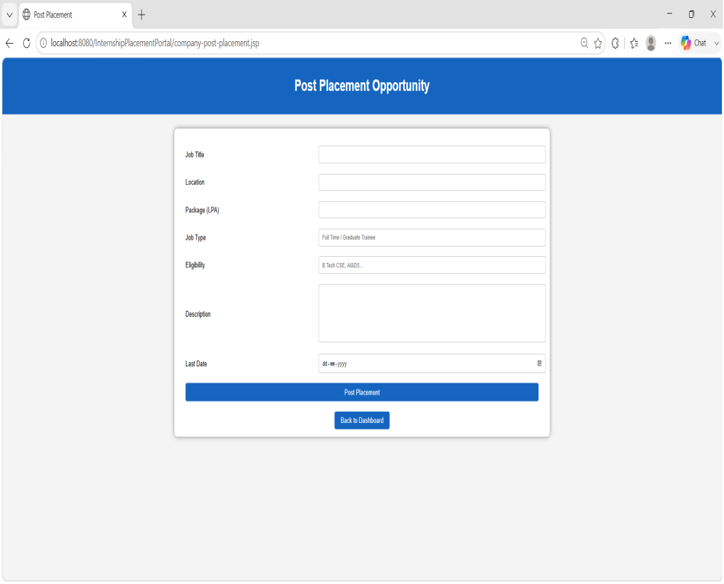 Post Placement
localhost:8080/InternshipPlacementPortal/company-post-placement.jsp
Chat
Post Placement Opportunity
Job Title
Location
Package (LPA)
Job Type
Full Time / Graduate Trainee
Eligibility
B.Tech CSE, AI&DS...
Description
Last Date
dd-mm-yyyy
Post Placement
Back to Dashboard